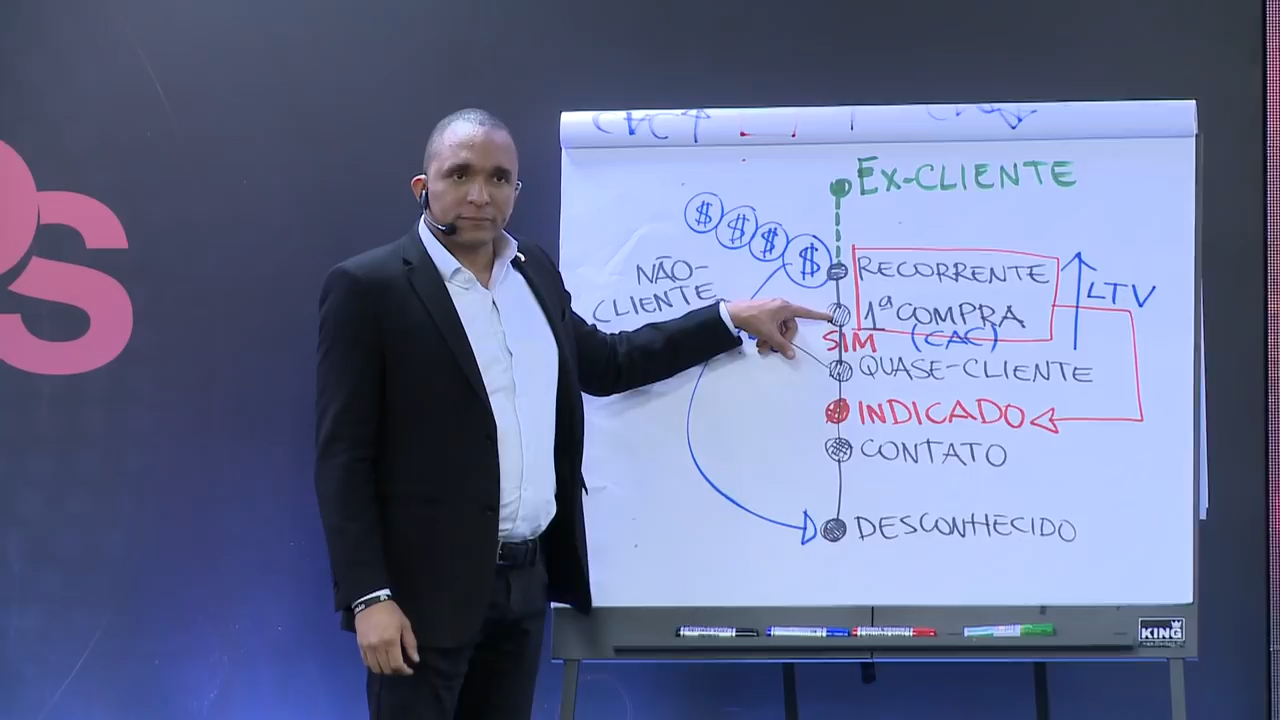 EX-CLIENTE
$ $ $ $
NÃO-
CLIENTE
RECORRENTE
LTV
1ª COMPRA
SIM (CAC)
QUASE-CLIENTE
INDICADO
CONTATO
DESCONHECIDO
KING